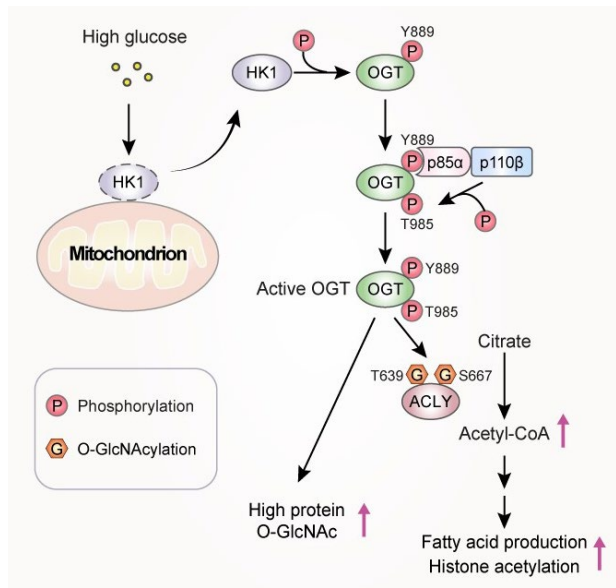 High glucose
HK1
Mitochondrion
HK1
P
OGT
Y889
P
Y889
P
p85α
p110β
OGT
P
T985
P
Active OGT
OGT
P
Y889
P
T985
T639
G
G
S667
ACLY
Citrate
Acetyl-CoA
Fatty acid production
Histone acetylation
High protein
O-GlcNAc
P
Phosphorylation
G
O-GlcNAcylation